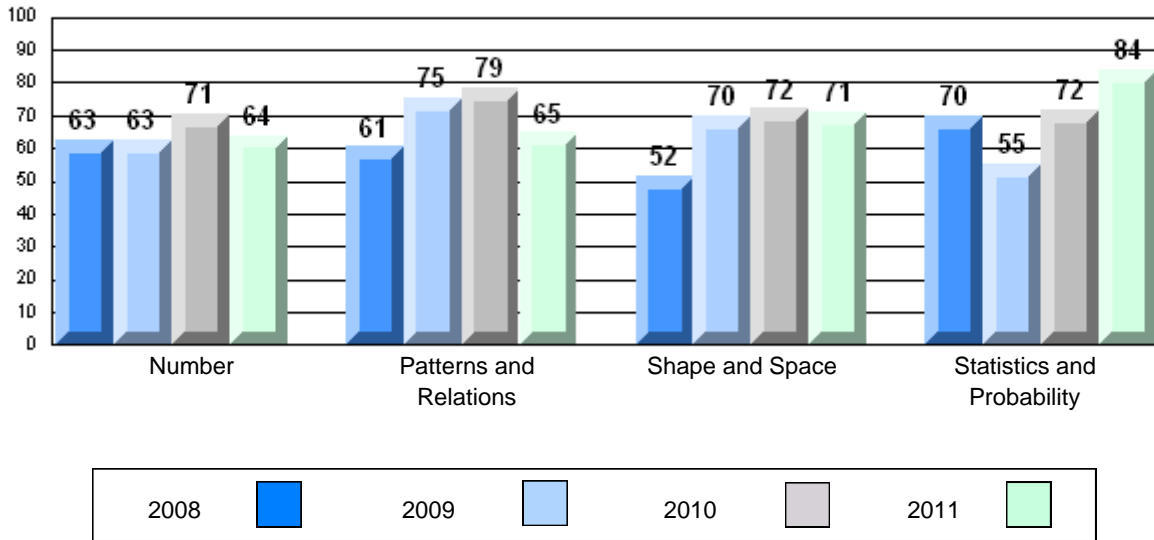 100
90
80
70
60
50
40
30
20
10
0
63 63 71 64
61 75 79 65
52 70 72 71
70 55 72 84
Number
Patterns and
Relations
Shape and Space
Statistics and
Probability
2008 2009 2010 2011